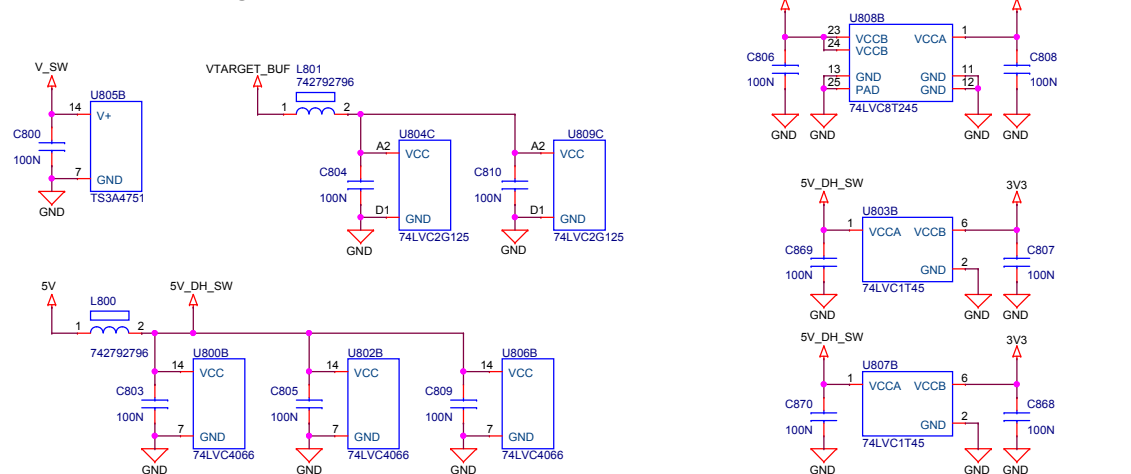 V_SW
U805B
14
V+
C800
100N
7
GND
TS3A4751
GND
VTARGET_BUF
L801
742792796
1
2
U804C
A2
VCC
C804
100N
D1
GND
74LVC2G125
GND
U809C
A2
VCC
C810
100N
D1
GND
74LVC2G125
GND
U808B
23
VCCB
VCCA
1
24
VCCB
C806
100N
C808
100N
13
GND
GND
11
25
PAD
GND
12
74LVC8T245
GND
GND
GND
GND
5V_DH_SW
U803B
3V3
1
VCCA
VCCB
6
C869
100N
GND
2
C807
100N
74LVC1T45
GND
GND
GND
5V
L800
5V_DH_SW
1
2
742792796
U800B
14
VCC
C803
100N
7
GND
74LVC4066
GND
U802B
14
VCC
C805
100N
7
GND
74LVC4066
GND
U806B
14
VCC
C809
100N
7
GND
74LVC4066
GND
5V_DH_SW
U807B
3V3
1
VCCA
VCCB
6
C870
100N
GND
2
C868
100N
74LVC1T45
GND
GND
GND